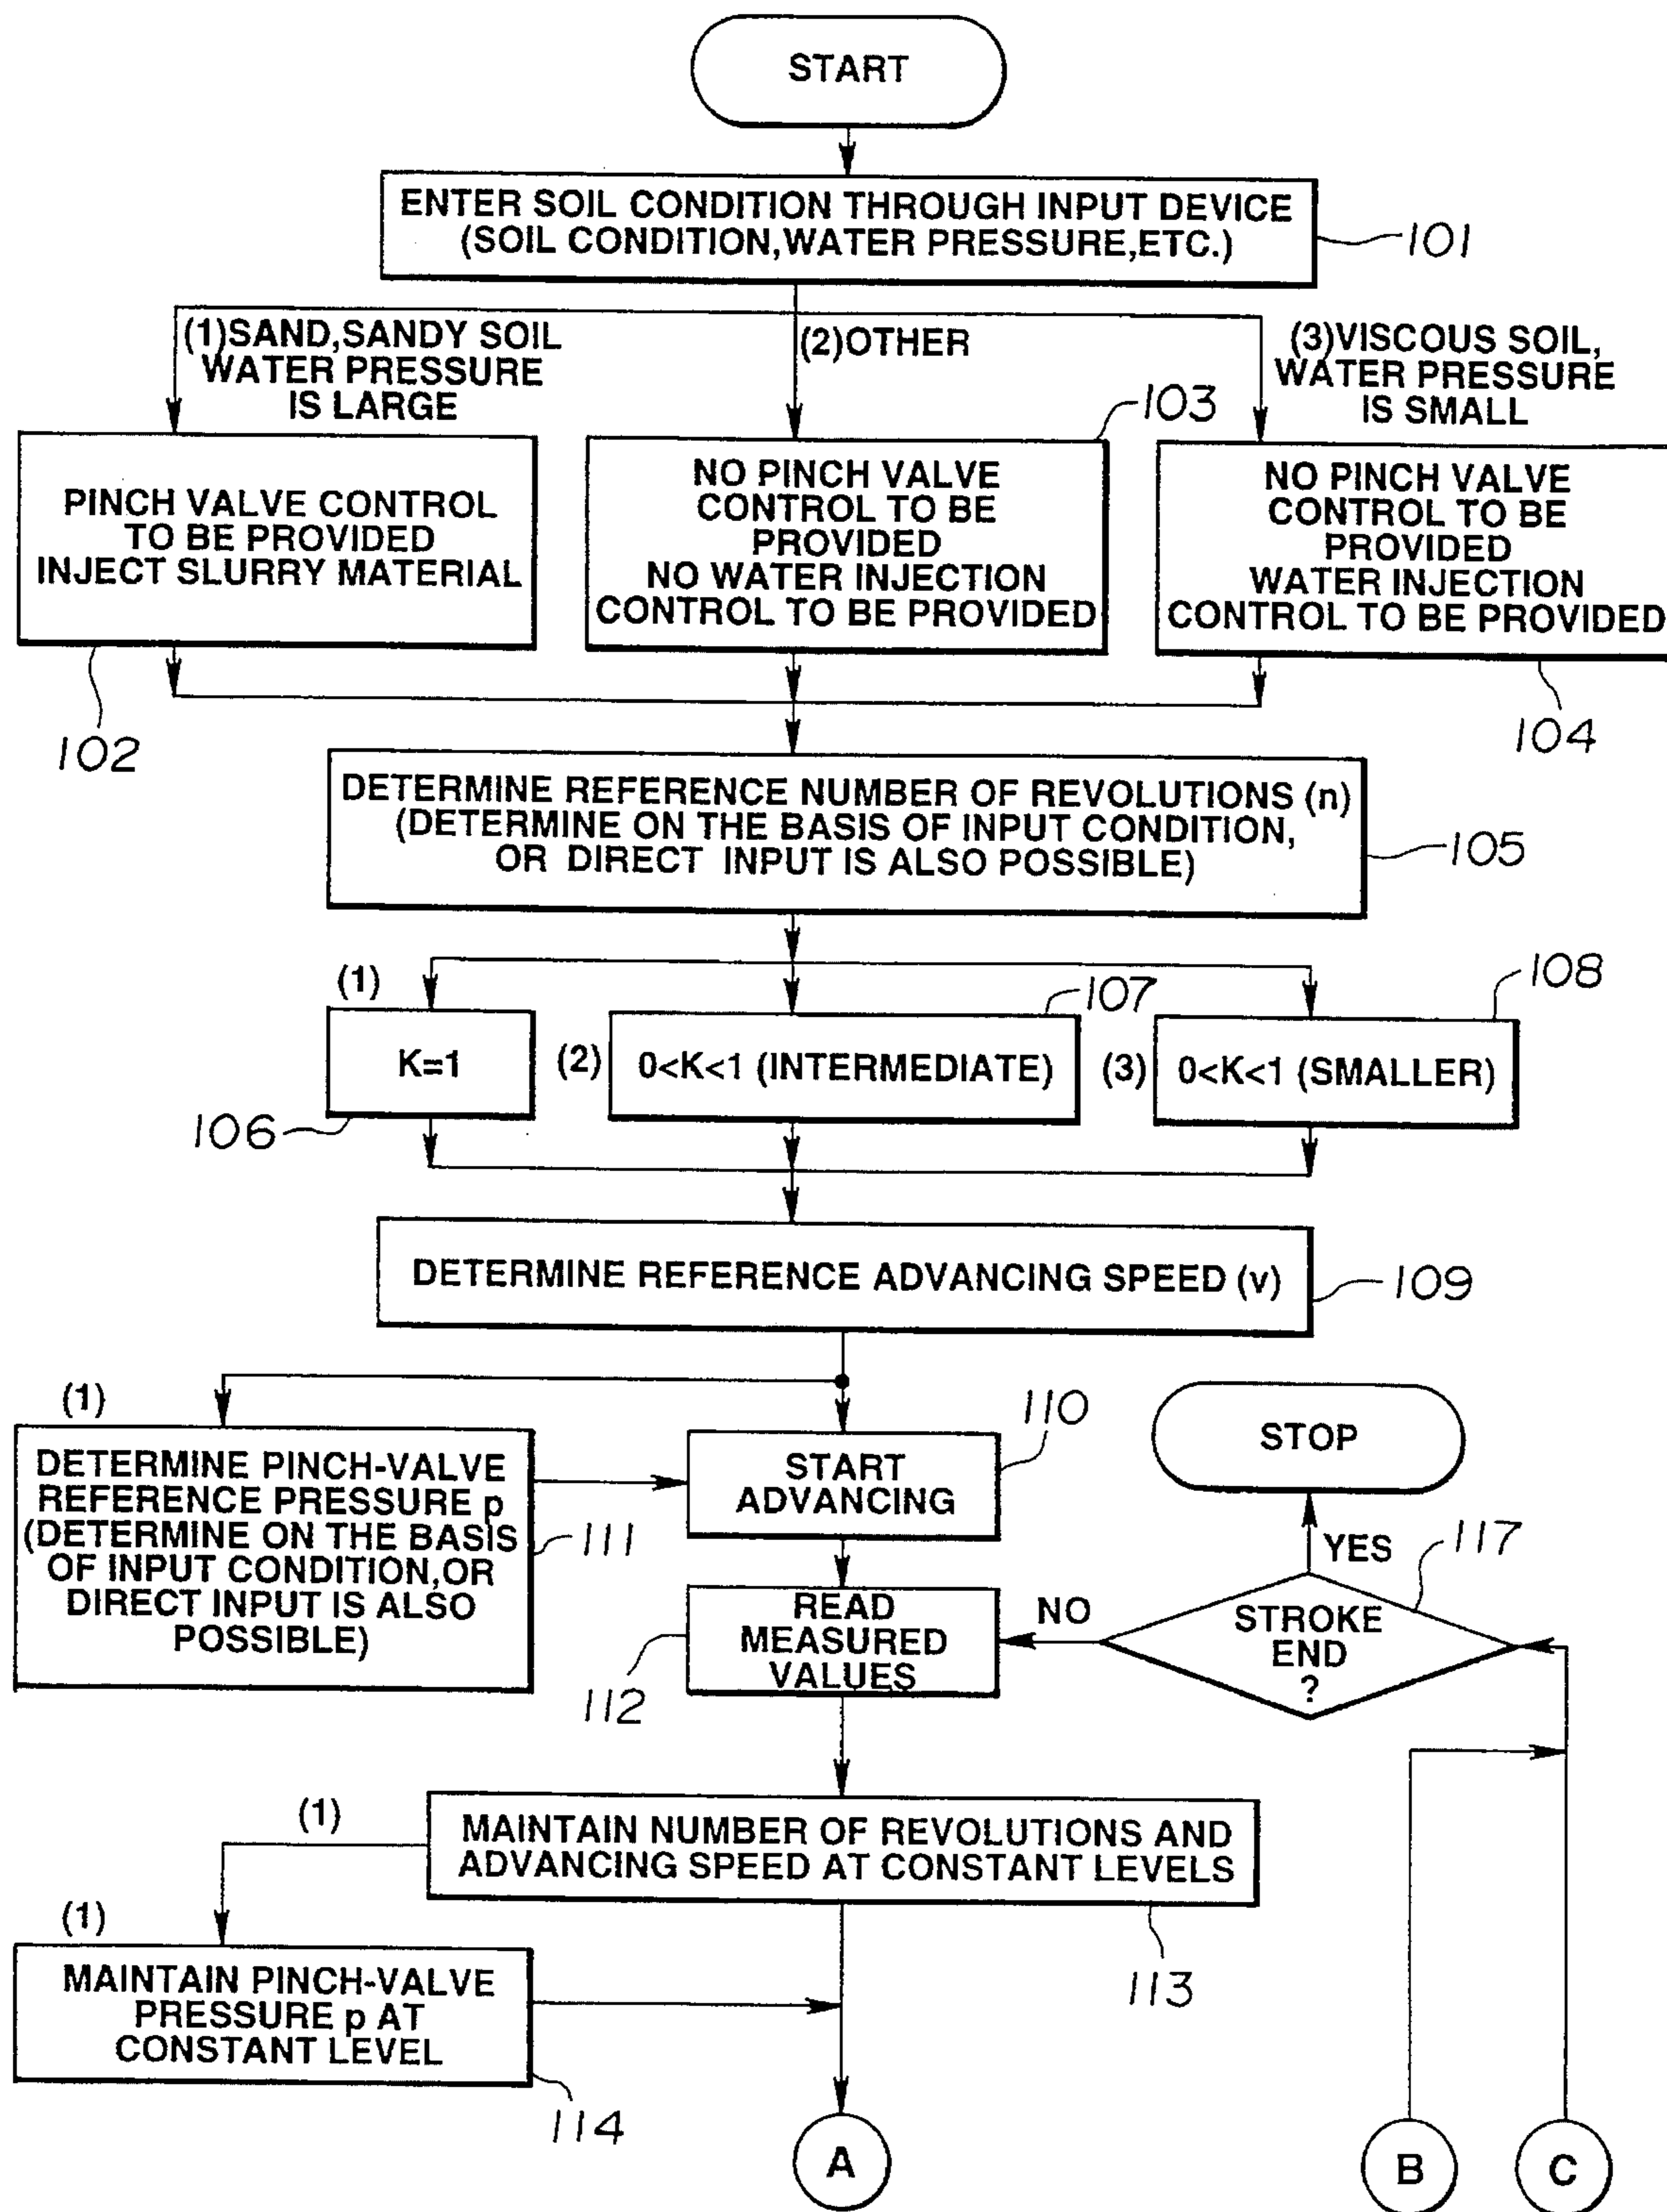 START
ENTER SOIL CONDITION THROUGH INPUT DEVICE
(SOIL CONDITION,WATER PRESSURE,ETC.)
101
(1)SAND,SANDY SOIL
WATER PRESSURE
IS LARGE
(2)OTHER
(3)VISCOUS SOIL,
WATER PRESSURE
IS SMALL
103
PINCH VALVE CONTROL
TO BE PROVIDED
INJECT SLURRY MATERIAL
NO PINCH VALVE
CONTROL TO BE
PROVIDED
NO WATER INJECTION
CONTROL TO BE PROVIDED
NO PINCH VALVE
CONTROL TO BE
PROVIDED
WATER INJECTION
CONTROL TO BE PROVIDED
102
104
DETERMINE REFERENCE NUMBER OF REVOLUTIONS (n)
(DETERMINE ON THE BASIS OF INPUT CONDITION,
OR DIRECT INPUT IS ALSO POSSIBLE)
105
(1)
107
108
K=1
(2)
0<K<1 (INTERMEDIATE)
(3)
0<K<1 (SMALLER)
106
DETERMINE REFERENCE ADVANCING SPEED (v)
109
(1)
110
DETERMINE PINCH-VALVE
REFERENCE PRESSURE p
(DETERMINE ON THE BASIS
OF INPUT CONDITION,OR
DIRECT INPUT IS ALSO
POSSIBLE)
111
START
ADVANCING
STOP
YES
117
READ
MEASURED
VALUES
112
NO
STROKE
END
?
(1)
MAINTAIN NUMBER OF REVOLUTIONS AND
ADVANCING SPEED AT CONSTANT LEVELS
113
(1)
MAINTAIN PINCH-VALVE
PRESSURE p AT
CONSTANT LEVEL
114
A
B
C